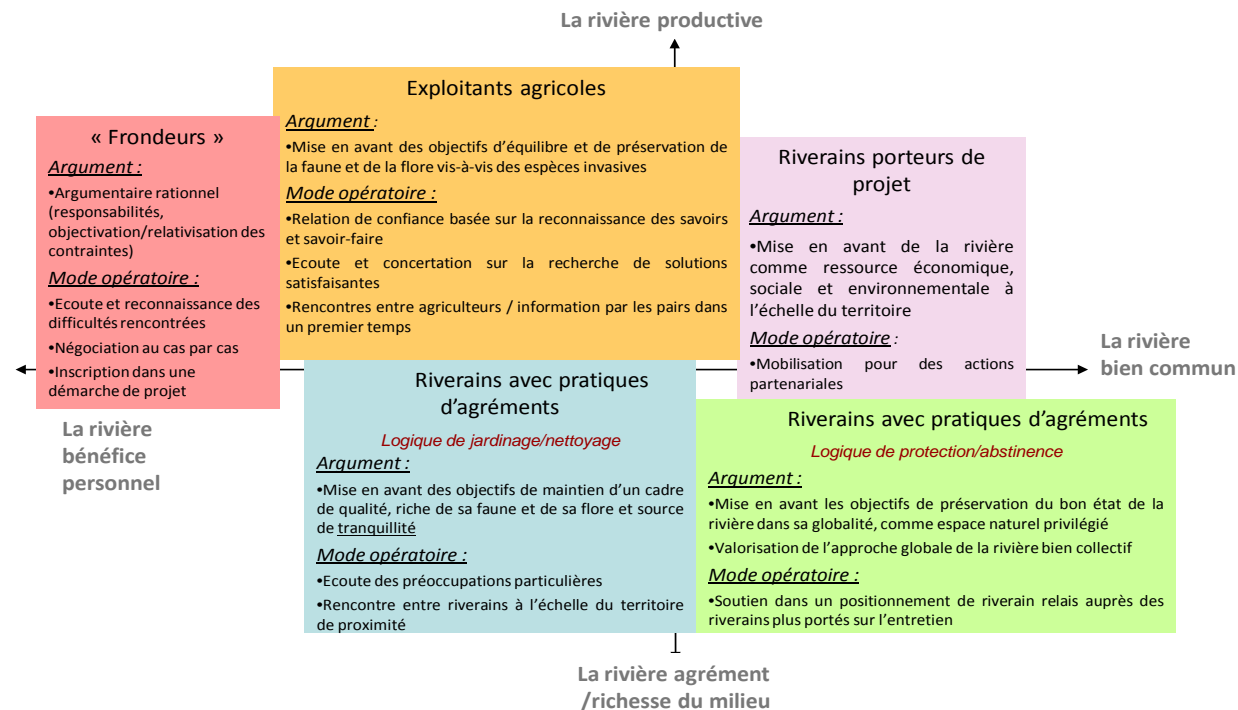 La rivière productive
Exploitants agricoles
Argument :
•Mise en avant des objectifs d'équilibre et de préservation de
la faune et de la flore vis-à-vis des espèces invasives
Mode opératoire :
•Relation de confiance basée sur la reconnaissance des savoirs
et savoir-faire
•Ecoute et concertation sur la recherche de solutions
satisfaisantes
•Rencontres entre agriculteurs / information par les pairs dans
un premier temps
« Frondeurs »
Argument :
•Argumentaire rationnel
(responsabilités,
objectivation/relativisation des
contraintes)
Mode opératoire :
•Ecoute et reconnaissance des
difficultés rencontrées
•Négociation au cas par cas
•Inscription dans une
démarche de projet
Riverains porteurs de
projet
Argument :
•Mise en avant de la rivière
comme ressource économique,
sociale et environnementale à
l'échelle du territoire
Mode opératoire :
•Mobilisation pour des actions
partenariales
La rivière
bien commun
La rivière
bénéfice
personnel
Riverains avec pratiques
d'agréments
Logique de jardinage/nettoyage
Argument :
•Mise en avant des objectifs de maintien d'un cadre
de qualité, riche de sa faune et de sa flore et source
de tranquillité
Mode opératoire :
•Ecoute des préoccupations particulières
•Rencontre entre riverains à l'échelle du territoire
de proximité
Riverains avec pratiques d'agréments
Logique de protection/abstinence
Argument :
•Mise en avant les objectifs de préservation du bon état de la
rivière dans sa globalité, comme espace naturel privilégié
•Valorisation de l'approche globale de la rivière bien collectif
Mode opératoire :
•Soutien dans un positionnement de riverain relais auprès des
riverains plus portés sur l'entretien
La rivière agrément
/richesse du milieu